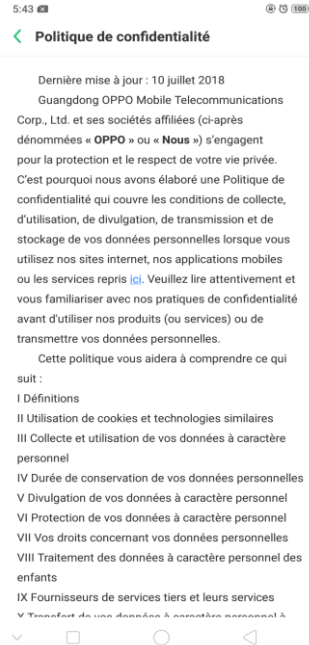 5:43
100
Politique de confidentialité
Dernière mise à jour : 10 juillet 2018
Guangdong OPPO Mobile Telecommunications
Corp., Ltd. et ses sociétés affiliées (ci-après
dénommées « OPPO » ou « Nous ») s'engagent
pour la protection et le respect de votre vie privée.
C'est pourquoi nous avons élaboré une Politique de
confidentialité qui couvre les conditions de collecte,
d'utilisation, de divulgation, de transmission et de
stockage de vos données personnelles lorsque vous
utilisez nos sites internet, nos applications mobiles
ou les services repris ici. Veuillez lire attentivement et
vous familiariser avec nos pratiques de confidentialité
avant d'utiliser nos produits (ou services) ou de
transmettre vos données personnelles.
Cette politique vous aidera à comprendre ce qui
suit :
I Définitions
II Utilisation de cookies et technologies similaires
III Collecte et utilisation de vos données à caractère
personnel
IV Durée de conservation de vos données personnelles
V Divulgation de vos données à caractère personnel
VI Protection de vos données à caractère personnel
VII Vos droits concernant vos données personnelles
VIII Traitement des données à caractère personnel des
enfants
IX Fournisseurs de services tiers et leurs services
X Transfert de vos données à caractère personnel à